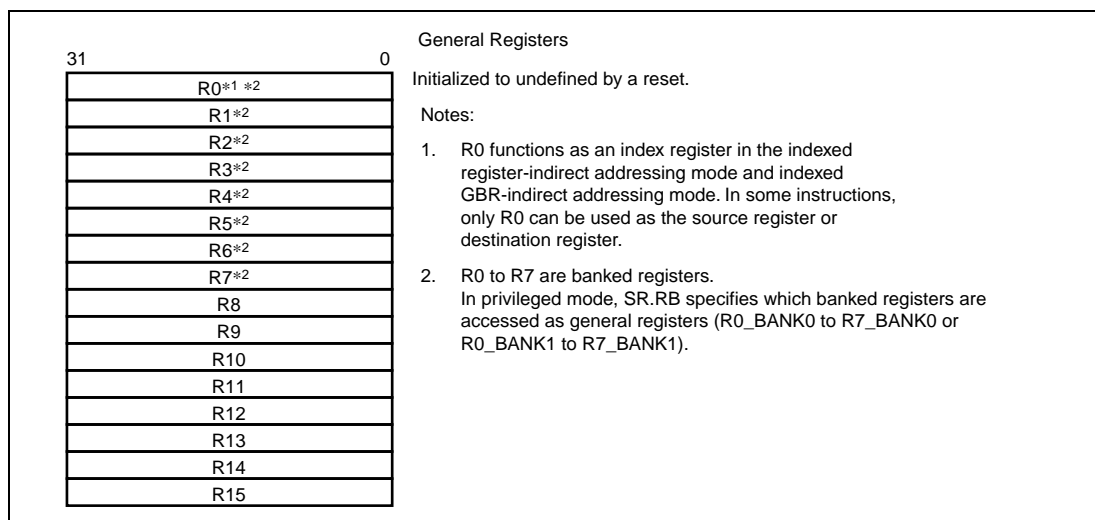 General Registers
31 0
Initialized to undefined by a reset.
R0*1 *2
R1*2
R2*2
R3*2
R4*2
R5*2
R6*2
R7*2
R8
R9
R10
R11
R12
R13
R14
R15
Notes:
1. R0 functions as an index register in the indexed
register-indirect addressing mode and indexed
GBR-indirect addressing mode. In some instructions,
only R0 can be used as the source register or
destination register.
2. R0 to R7 are banked registers.
In privileged mode, SR.RB specifies which banked registers are
accessed as general registers (R0_BANK0 to R7_BANK0 or
R0_BANK1 to R7_BANK1).